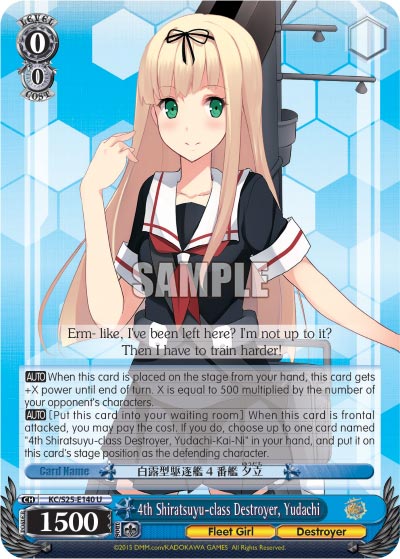 LEVEL
0
0
COST
SAMPLE
Erm- like, I've been left here? I'm not up to it?
Then I have to train harder!
AUTO When this card is placed on the stage from your hand, this card gets
+X power until end of turn. X is equal to 500 multiplied by the number of
your opponent's characters.
AUTO [Put this card into your waiting room] When this card is frontal
attacked, you may pay the cost. If you do, choose up to one card named
"4th Shiratsuyu-class Destroyer, Yudachi-Kai-Ni" in your hand, and put it on
this card's stage position as the defending character.
Card Name 白露型駆逐艦 4番艦 夕立
CH KC/S25-E140 U
4th Shiratsuyu-class Destroyer, Yudachi
POWER 1500 SOUL
Fleet Girl Destroyer
©2015 DMM.com/KADOKAWA GAMES All Rights Reserved.